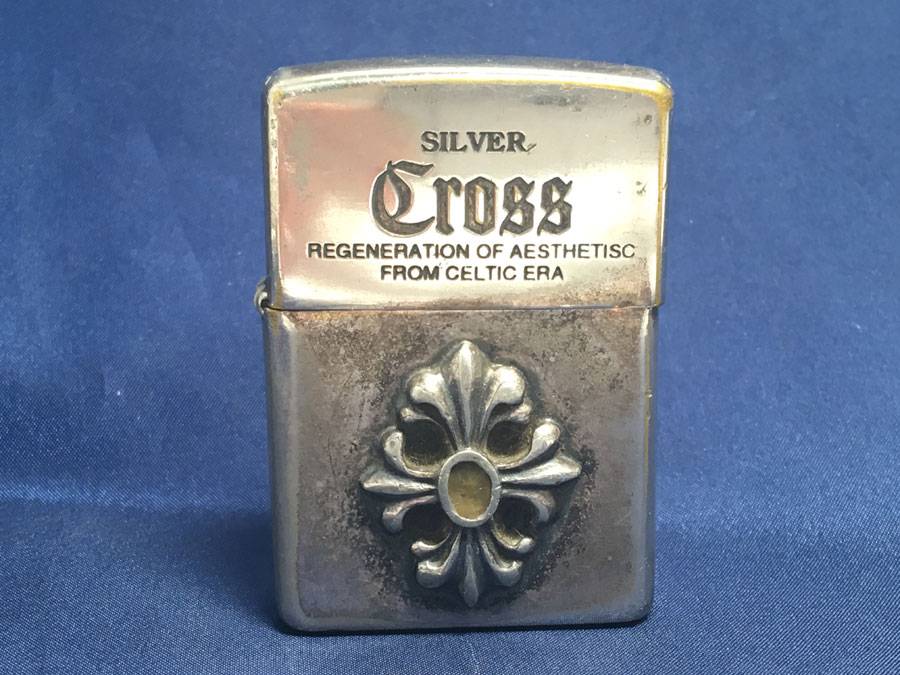 SILVER
Cross
REGENERATION OF AESTHETISC
FROM CELTIC ERA